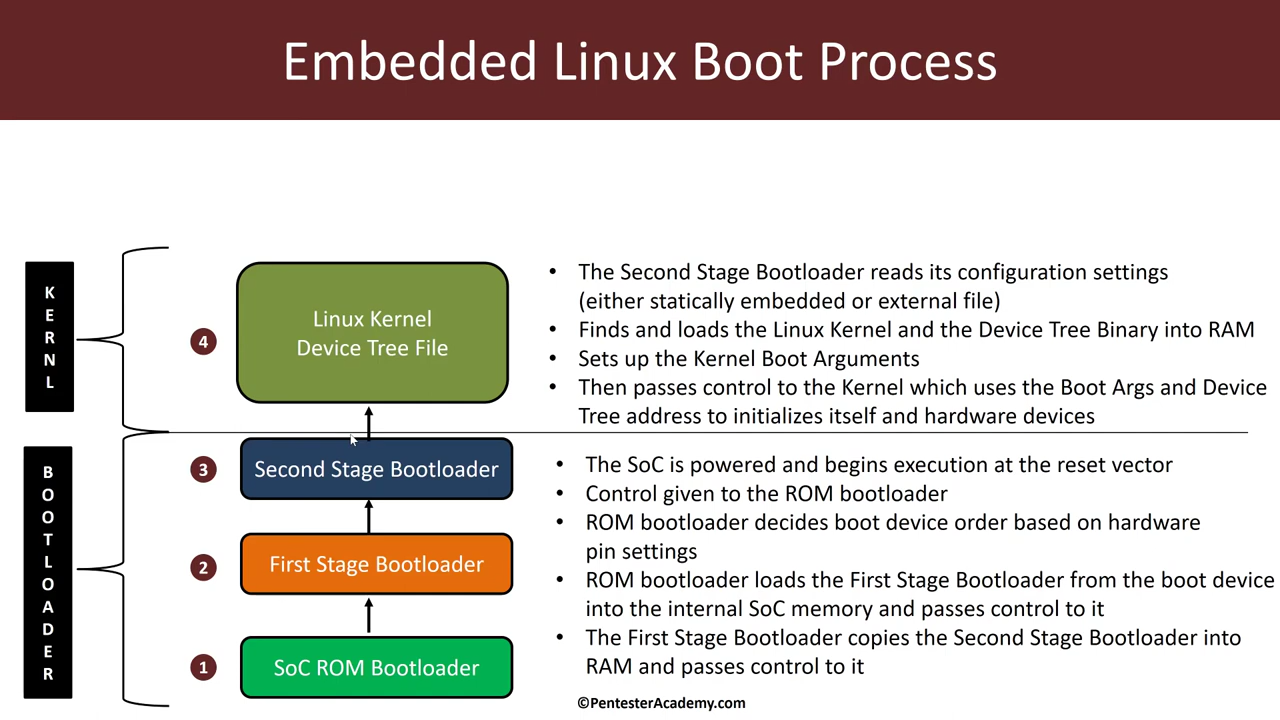 Embedded Linux Boot Process
KERNL
4
Linux Kernel
Device Tree File
• The Second Stage Bootloader reads its configuration settings
(either statically embedded or external file)
• Finds and loads the Linux Kernel and the Device Tree Binary into RAM
• Sets up the Kernel Boot Arguments
• Then passes control to the Kernel which uses the Boot Args and Device
Tree address to initializes itself and hardware devices
BOOTLOADER
3
Second Stage Bootloader
2
First Stage Bootloader
1
SoC ROM Bootloader
• The SoC is powered and begins execution at the reset vector
• Control given to the ROM bootloader
• ROM bootloader decides boot device order based on hardware
pin settings
• ROM bootloader loads the First Stage Bootloader from the boot device
into the internal SoC memory and passes control to it
• The First Stage Bootloader copies the Second Stage Bootloader into
RAM and passes control to it
©PentesterAcademy.com